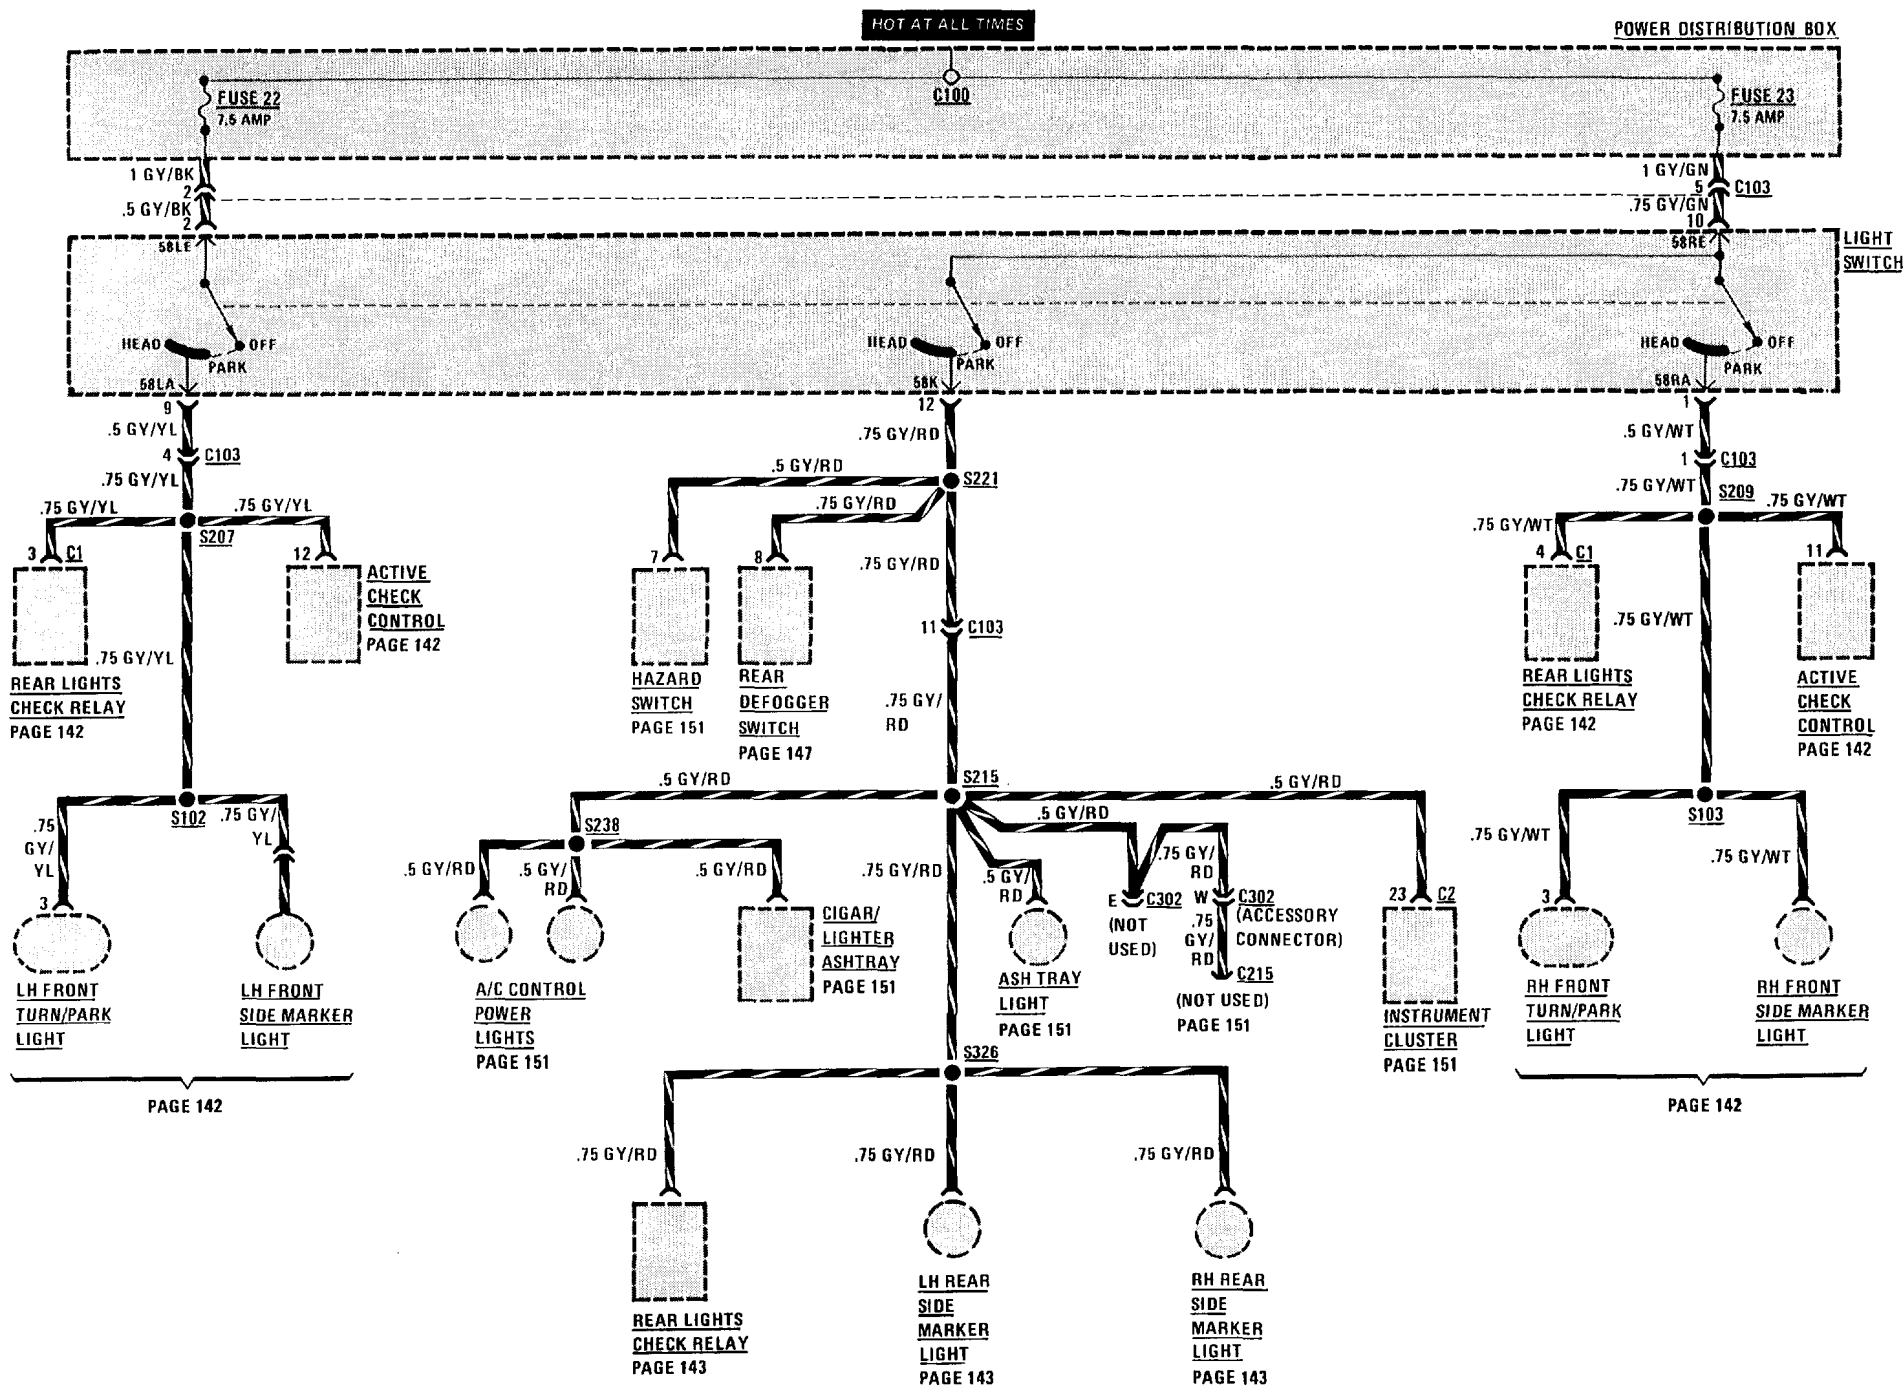 HOT AT ALL TIMES
POWER DISTRIBUTION BOX
FUSE 22
7.5 AMP
C100
FUSE 23
7.5 AMP
1 GY/BK
2
.5 GY/BK
2
1 GY/GN
5
C103
.75 GY/GN
10
58LE
58RE
LIGHT
SWITCH
HEAD
OFF
PARK
58LA
HEAD
OFF
PARK
58K
HEAD
OFF
PARK
58RA
9
.5 GY/YL
4
C103
.75 GY/YL
.75 GY/YL
.75 GY/YL
S207
3
C1
12
REAR LIGHTS
CHECK RELAY
PAGE 142
ACTIVE
CHECK
CONTROL
PAGE 142
.75 GY/YL
S102
.75
GY/
YL
.75 GY/
YL
3
LH FRONT
TURN/PARK
LIGHT
LH FRONT
SIDE MARKER
LIGHT
PAGE 142
12
.75 GY/RD
.5 GY/RD
S221
.75 GY/RD
.75 GY/RD
7
8
HAZARD
SWITCH
PAGE 151
REAR
DEFOGGER
SWITCH
PAGE 147
11
C103
.75 GY/
RD
.5 GY/RD
S215
.5 GY/RD
.5 GY/RD
S238
.5 GY/RD
.5 GY/
RD
.5 GY/RD
.75 GY/RD
.5 GY/
RD
.75 GY/
RD
E
C302
(NOT
USED)
W
C302
(ACCESSORY
CONNECTOR)
.75
GY/
RD
C215
(NOT USED)
PAGE 151
23
C2
A/C CONTROL
POWER
LIGHTS
PAGE 151
CIGAR/
LIGHTER
ASHTRAY
PAGE 151
ASH TRAY
LIGHT
PAGE 151
INSTRUMENT
CLUSTER
PAGE 151
S326
.75 GY/RD
.75 GY/RD
.75 GY/RD
REAR LIGHTS
CHECK RELAY
PAGE 143
LH REAR
SIDE
MARKER
LIGHT
PAGE 143
RH REAR
SIDE
MARKER
LIGHT
PAGE 143
1
.5 GY/WT
1
C103
.75 GY/WT
S209
.75 GY/WT
.75 GY/WT
4
C1
11
REAR LIGHTS
CHECK RELAY
PAGE 142
ACTIVE
CHECK
CONTROL
PAGE 142
.75 GY/WT
S103
.75 GY/WT
.75 GY/WT
3
RH FRONT
TURN/PARK
LIGHT
RH FRONT
SIDE MARKER
LIGHT
PAGE 142